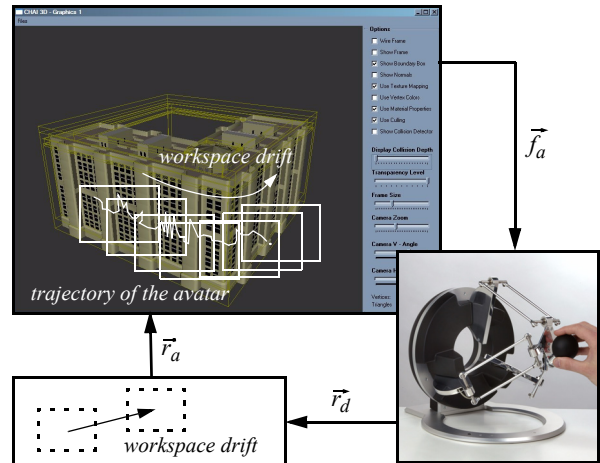 CHAI 3D - Graphics 1
Files
Options
Wire Frame
Show Frame
Show Boundary Box
Show Normals
Use Texture Mapping
Use Vertex Colors
Use Material Properties
Use Culling
Show Collision Detector
Display Collision Depth
Transparency Level
Frame Size
Camera Zoom
Camera V - Angle
Camera H
Vertices:
Triangles
workspace drift
trajectory of the avatar
f_a
r_a
r_d
workspace drift